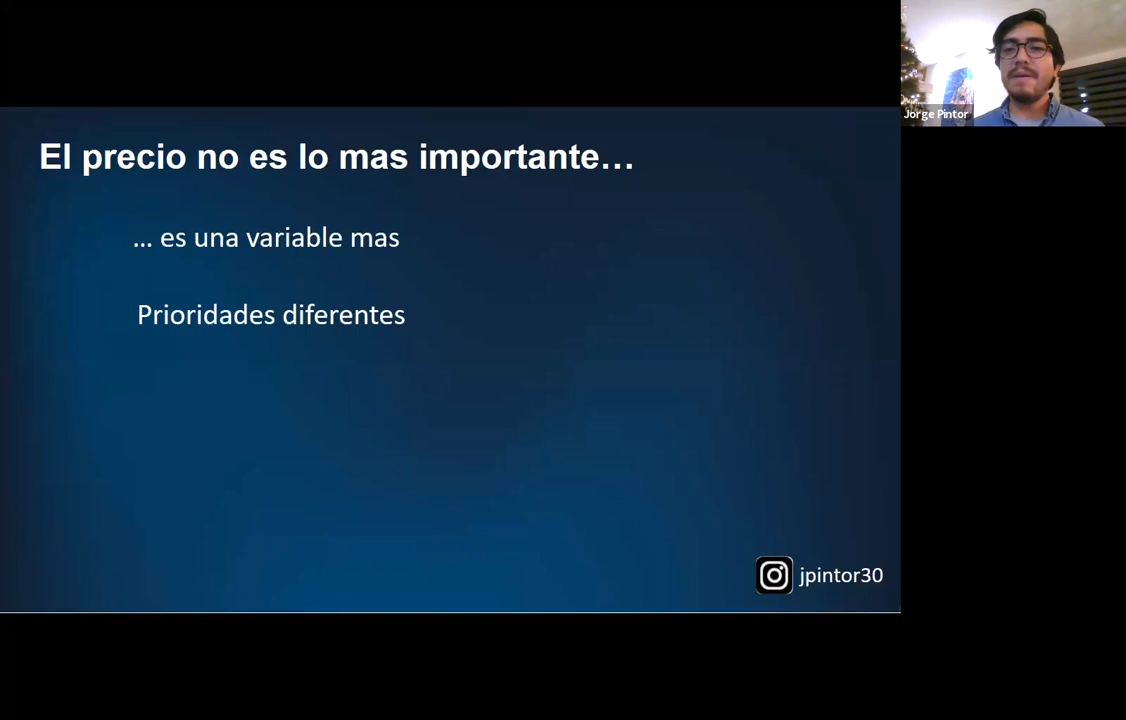 Jorge Pintor
El precio no es lo mas importante...
... es una variable mas
Prioridades diferentes
jpintor30